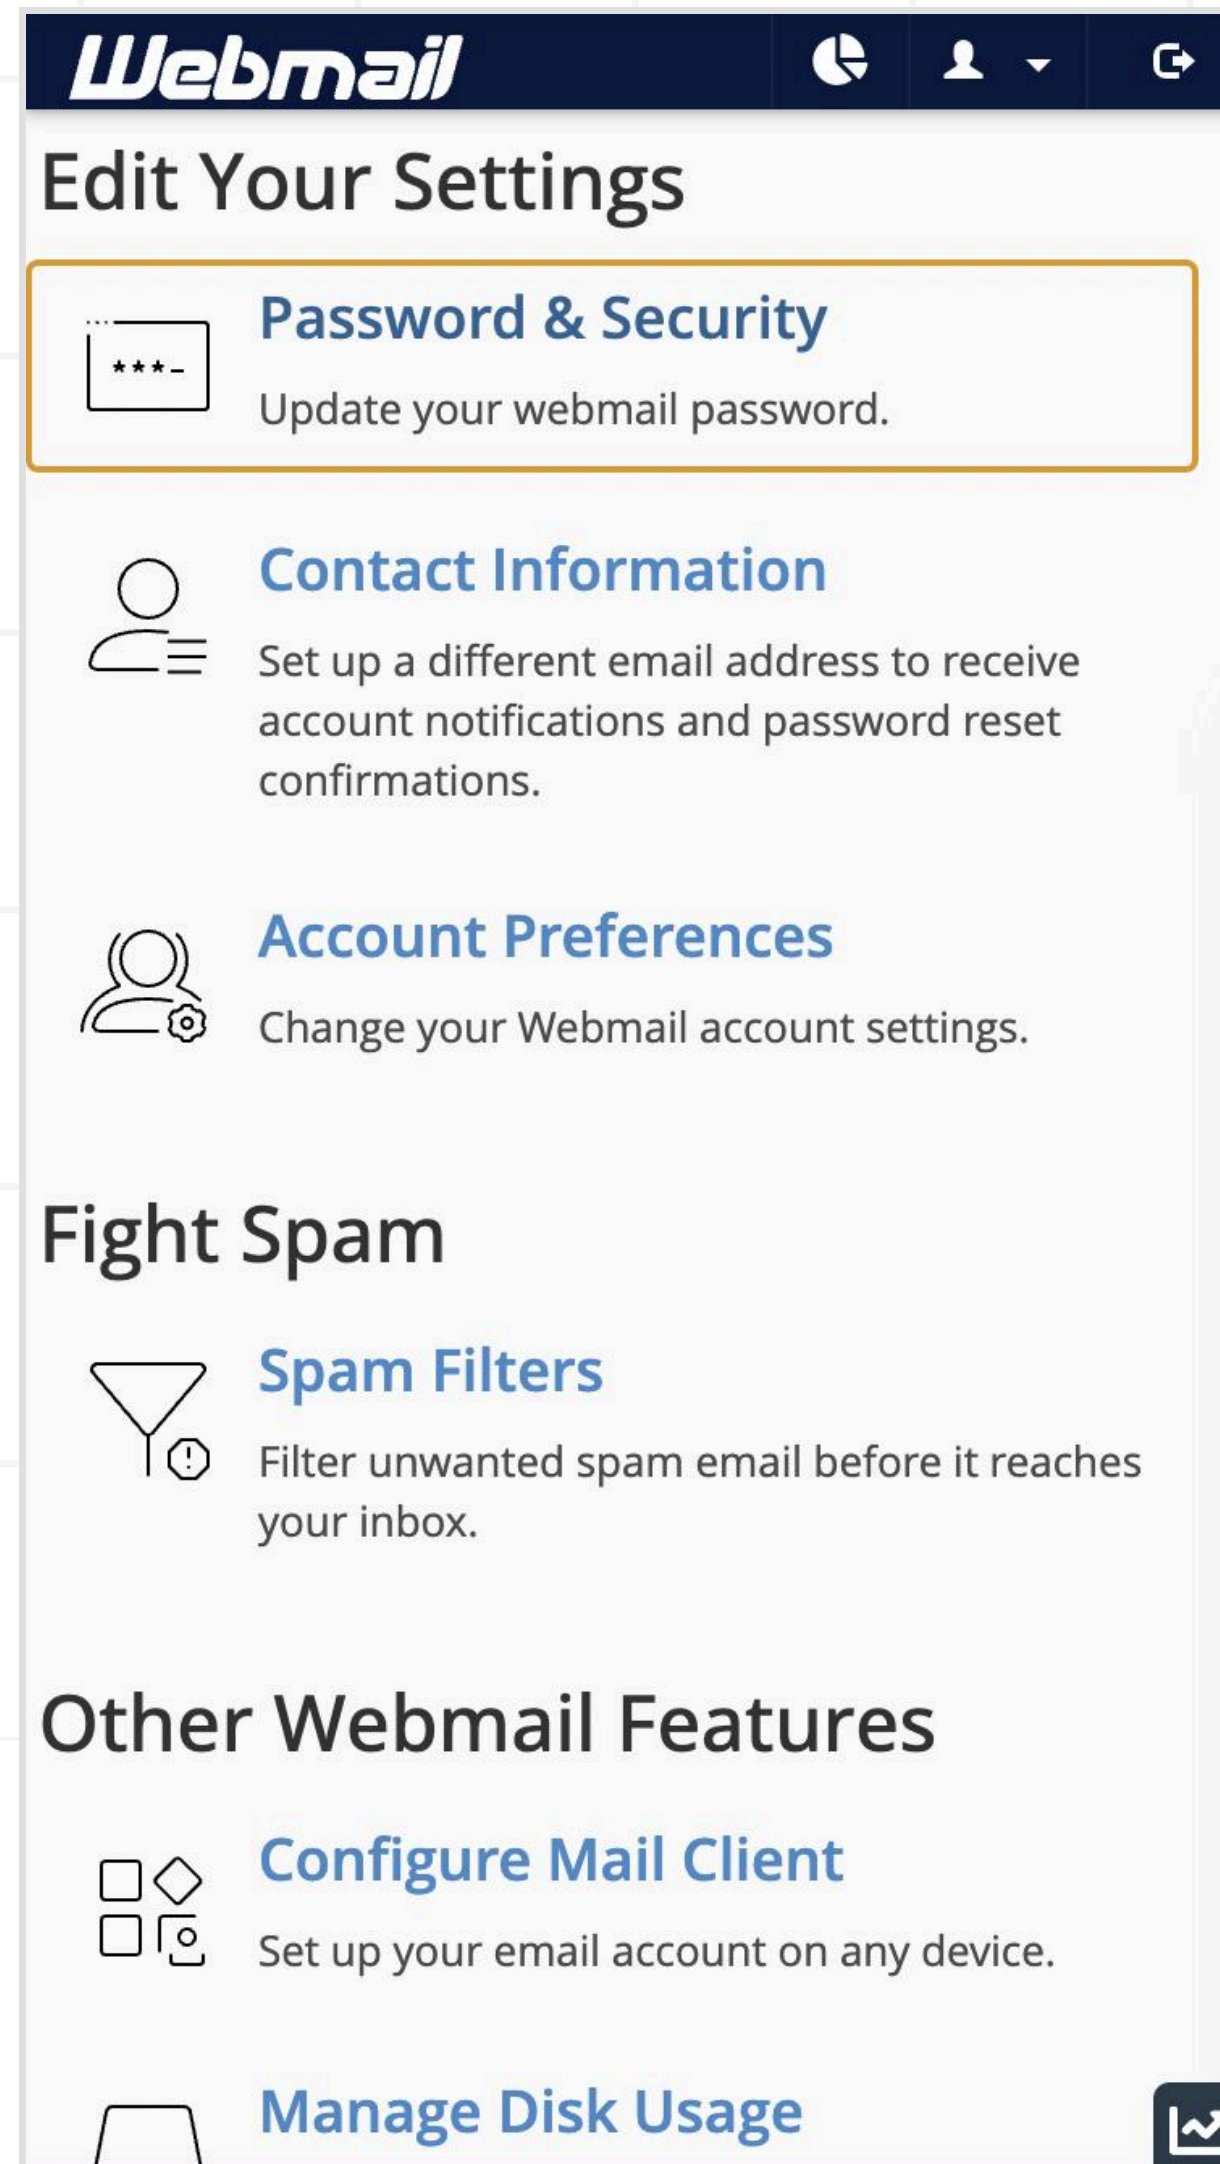 Webmail
Edit Your Settings
***–
Password & Security
Update your webmail password.
Contact Information
Set up a different email address to receive
account notifications and password reset
confirmations.
Account Preferences
Change your Webmail account settings.
Fight Spam
Spam Filters
Filter unwanted spam email before it reaches
your inbox.
Other Webmail Features
Configure Mail Client
Set up your email account on any device.
Manage Disk Usage